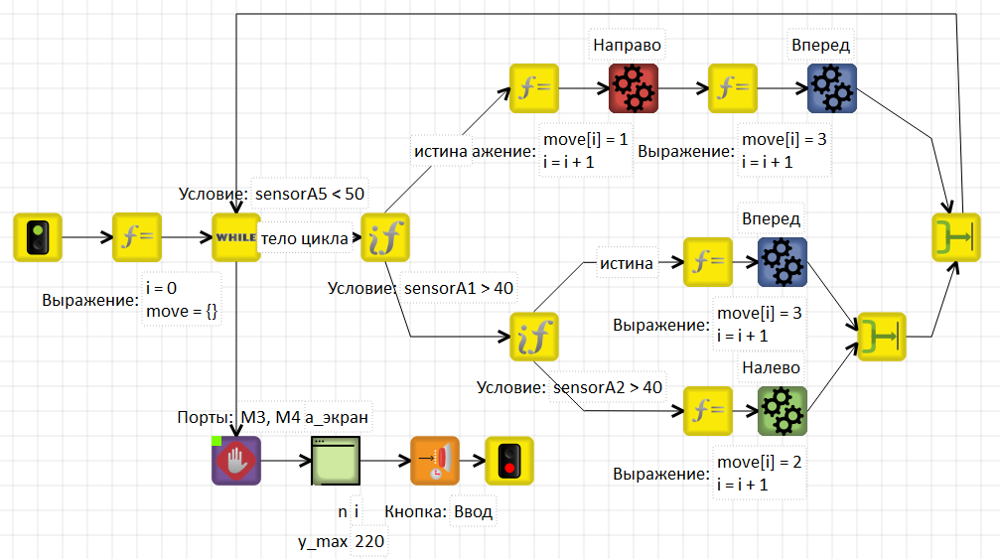 Направо
Вперед
истина
ажение:
move[i] = 1
i = i + 1
Выражение:
move[i] = 3
i = i + 1
Условие: sensorA5 < 50
WHILE
тело цикла
if
Вперед
Выражение:
i = 0
move = {}
Условие: sensorA1 > 40
истина
Выражение:
move[i] = 3
i = i + 1
if
Налево
Условие: sensorA2 > 40
Порты: M3, M4 а_экран
Выражение:
move[i] = 2
i = i + 1
n i
Кнопка: Ввод
y_max 220